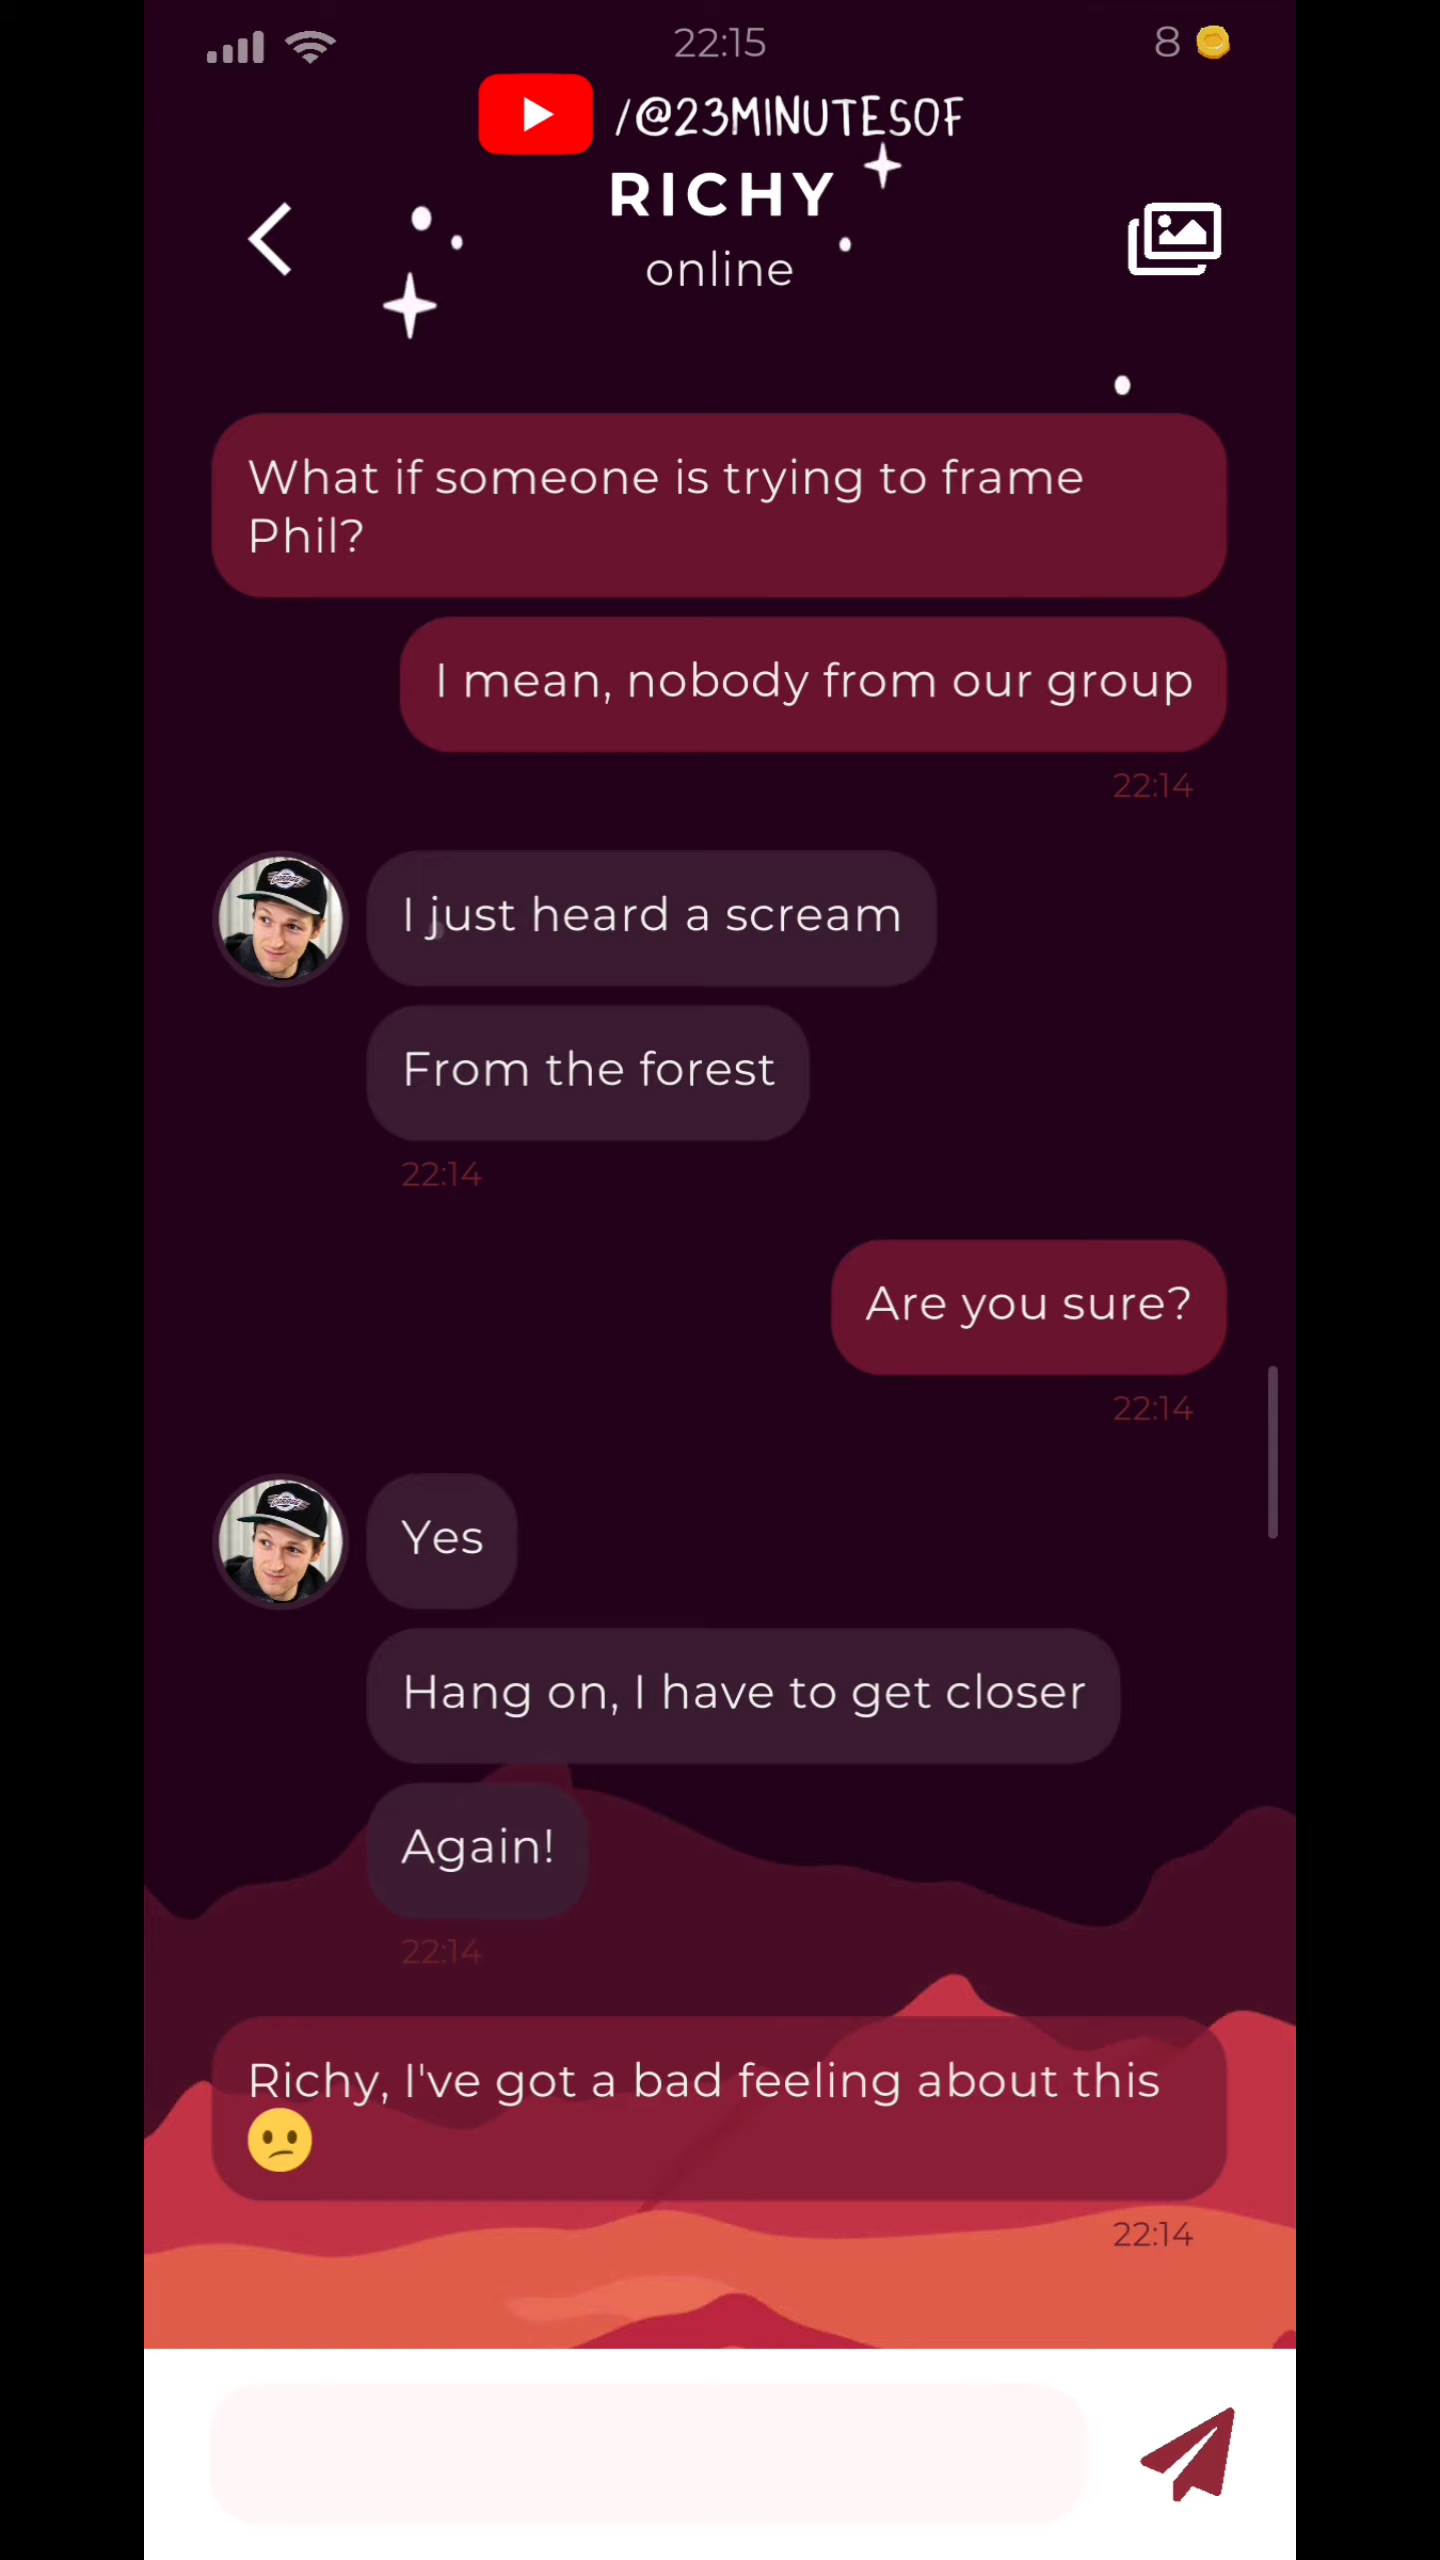 22:15
8
/@23MINUTESOF
RICHY
online
What if someone is trying to frame
Phil?
I mean, nobody from our group
22:14
I just heard a scream
From the forest
22:14
Are you sure?
22:14
Yes
Hang on, I have to get closer
Again!
22:14
Richy, I've got a bad feeling about this
😕
22:14